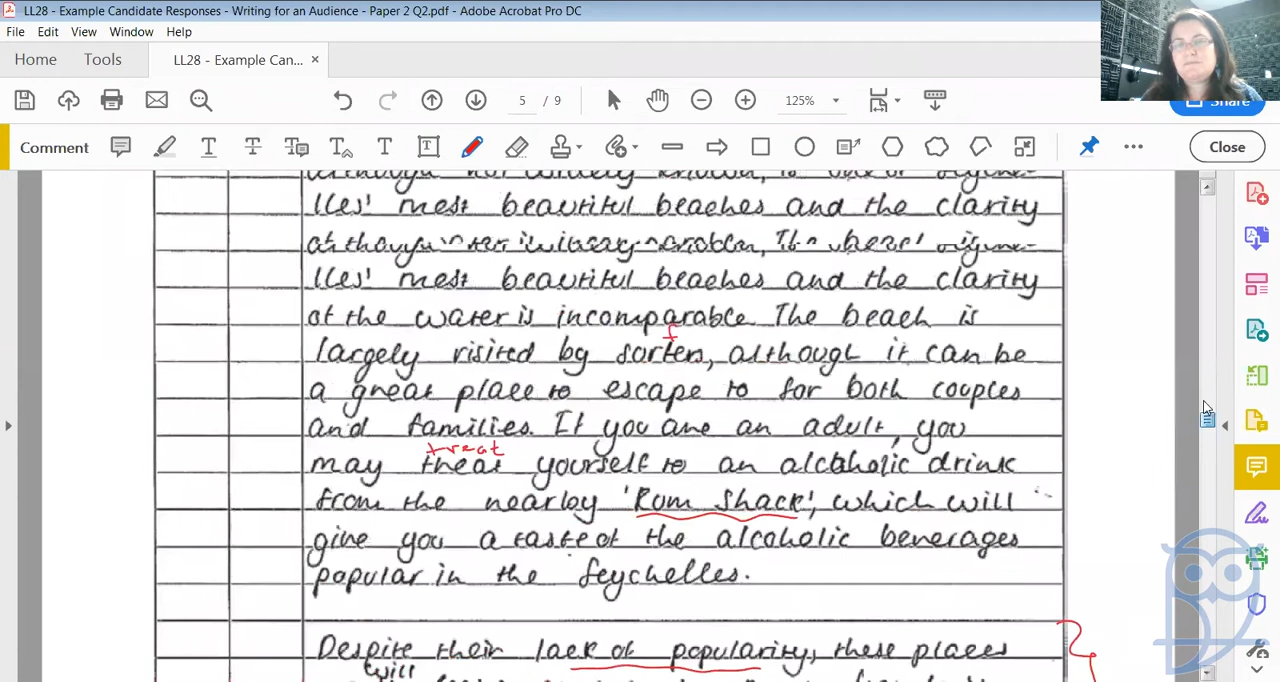 LL28 - Example Candidate Responses - Writing for an Audience - Paper 2 Q2.pdf - Adobe Acrobat Pro DC
File Edit View Window Help
Home Tools LL28 - Example Can... ×
5 / 9 125% Share
Comment Close
lles' most beautiful beaches and the clarity
lles' most beautiful beaches and the clarity
of the water is incomparable. The beach is
f
largely visited by sorters, although it can be
a great place to escape to for both couples
and families. If you are an adult, you
treat
may threat yourself to an alcoholic drink
from the nearby 'Rum Shack', which will
give you a taste of the alcoholic beverages
popular in the Seychelles.
Despite their lack of popularity, these places
will